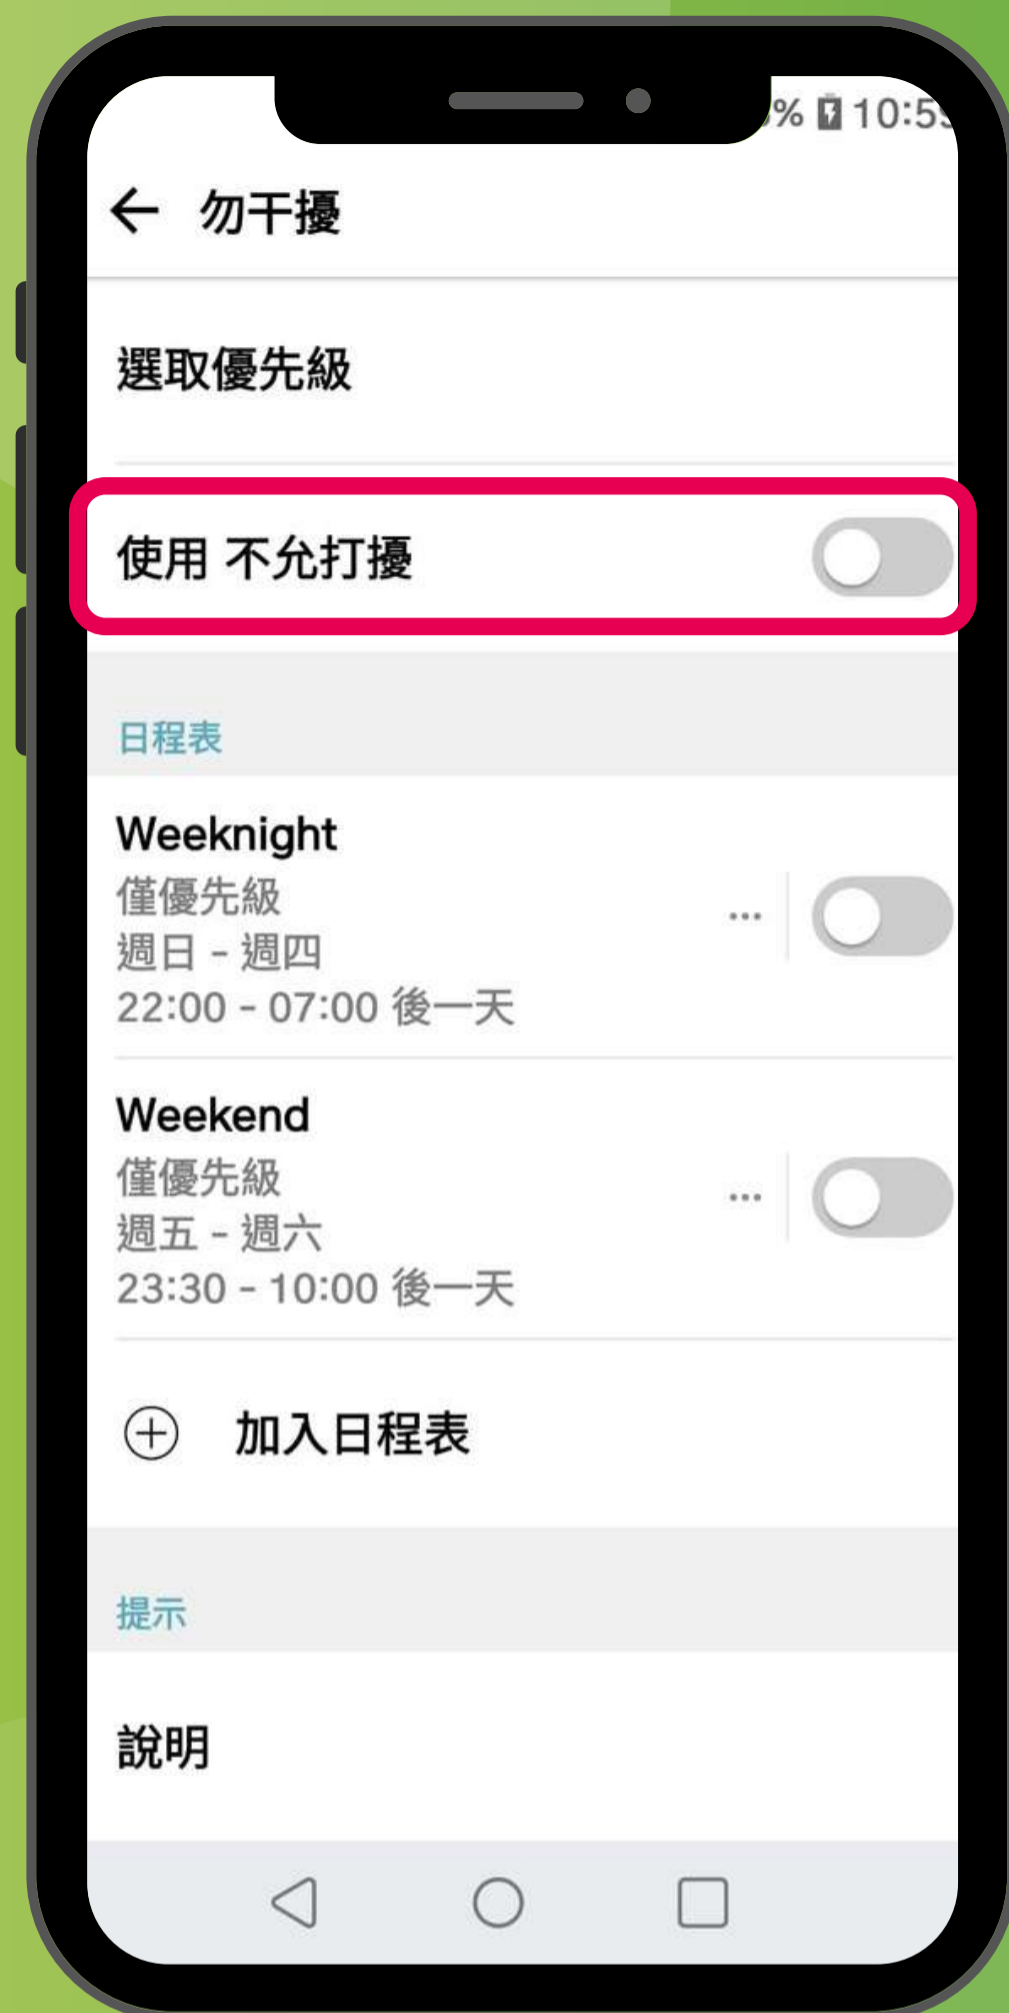 % 10:5
勿干擾
選取優先級
使用 不允打擾
日程表
Weeknight
僅優先級
週日 - 週四
22:00 - 07:00 後一天
Weekend
僅優先級
週五 - 週六
23:30 - 10:00 後一天
加入日程表
提示
說明